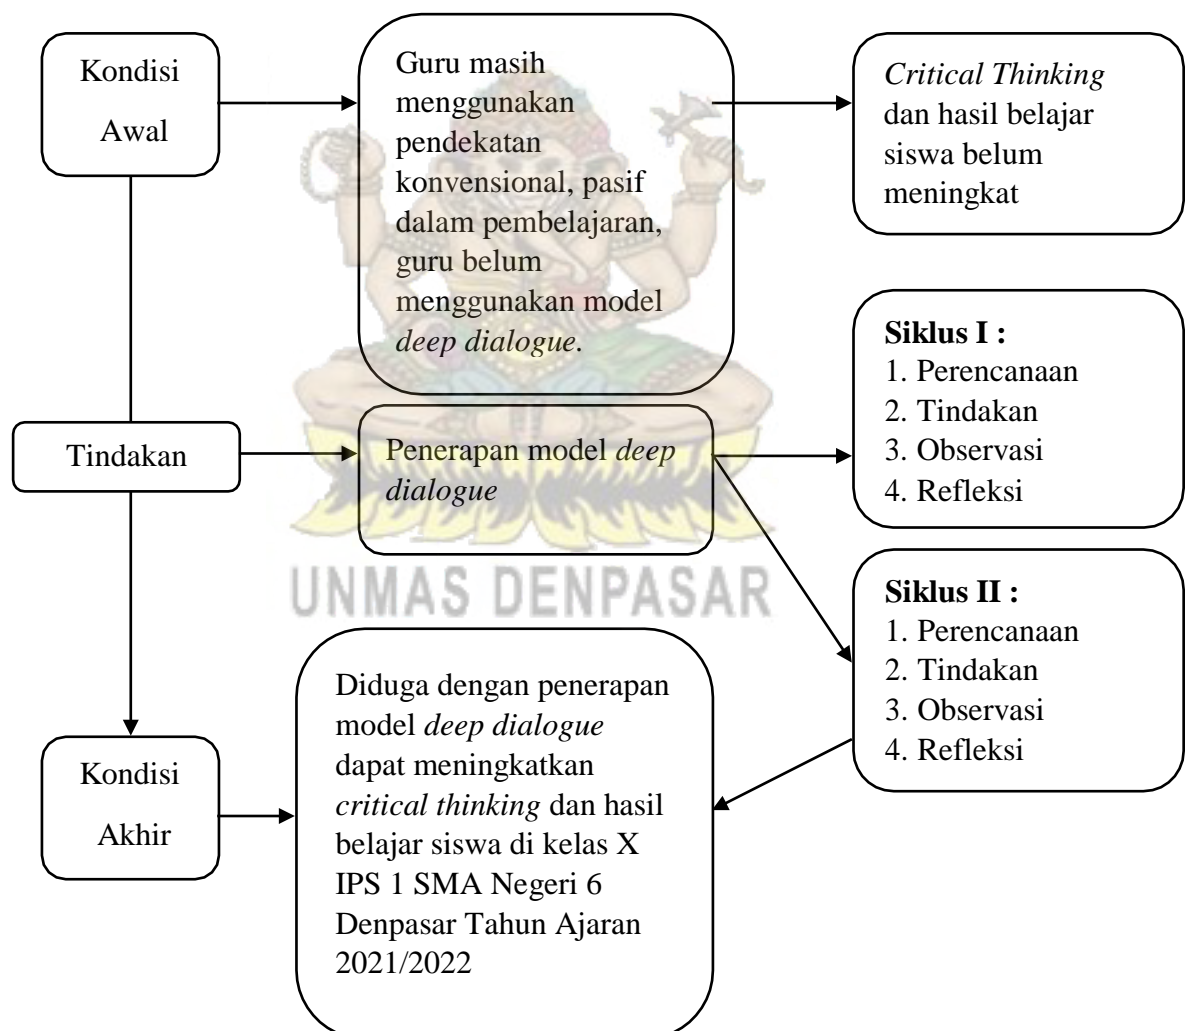 Kondisi
Awal
Guru masih
menggunakan
pendekatan
konvensional, pasif
dalam pembelajaran,
guru belum
menggunakan model
deep dialogue.
Critical Thinking
dan hasil belajar
siswa belum
meningkat
Tindakan
Penerapan model deep
dialogue
Siklus I :
1. Perencanaan
2. Tindakan
3. Observasi
4. Refleksi
UNMAS DENPASAR
Siklus II :
1. Perencanaan
2. Tindakan
3. Observasi
4. Refleksi
Kondisi
Akhir
Diduga dengan penerapan
model deep dialogue
dapat meningkatkan
critical thinking dan hasil
belajar siswa di kelas X
IPS 1 SMA Negeri 6
Denpasar Tahun Ajaran
2021/2022